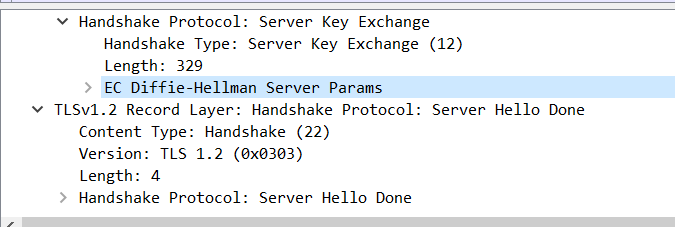 Handshake Protocol: Server Key Exchange
Handshake Type: Server Key Exchange (12)
Length: 329
EC Diffie-Hellman Server Params
TLSv1.2 Record Layer: Handshake Protocol: Server Hello Done
Content Type: Handshake (22)
Version: TLS 1.2 (0x0303)
Length: 4
Handshake Protocol: Server Hello Done